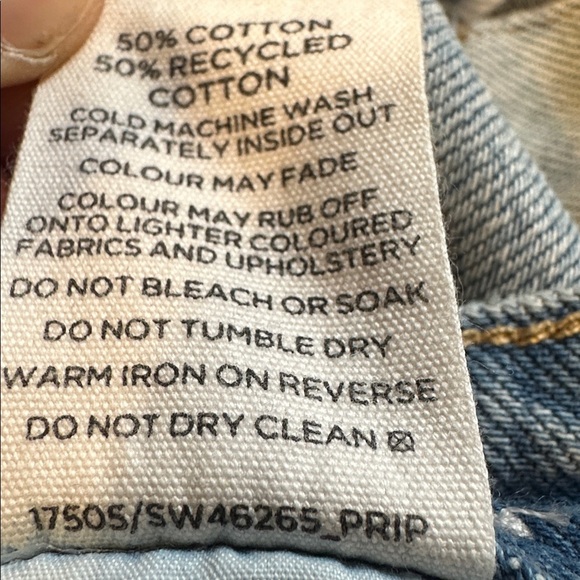 50% COTTON
50% RECYCLED
COTTON
COLD MACHINE WASH
SEPARATELY INSIDE OUT
COLOUR MAY FADE
COLOUR MAY RUB OFF
ONTO LIGHTER COLOURED
FABRICS AND UPHOLSTERY
DO NOT BLEACH OR SOAK
DO NOT TUMBLE DRY
WARM IRON ON REVERSE
DO NOT DRY CLEAN
17505/SW46265_PRIP